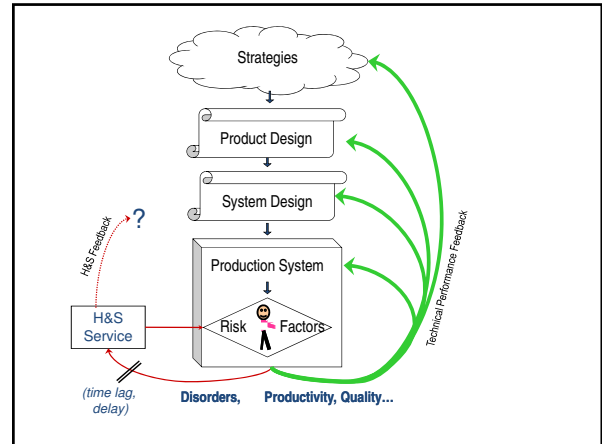 Strategies
Product Design
System Design
Production System
Risk Factors
H&S Feedback
?
H&S
Service
(time lag,
delay)
Disorders, Productivity, Quality...
Technical Performance Feedback